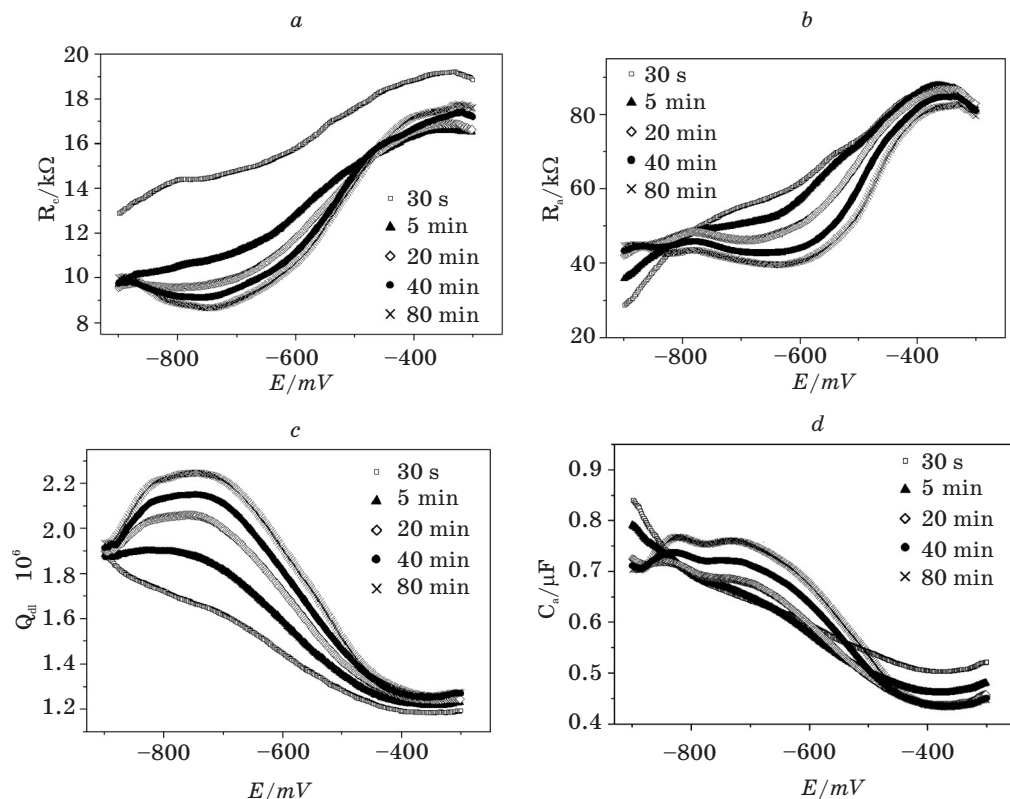 a
20
18
16
14
12
10
8
R_c/kΩ
30 s
5 min
20 min
40 min
80 min
−800 −600 −400
E/mV
b
80
60
40
20
R_a/kΩ
30 s
5 min
20 min
40 min
80 min
−800 −600 −400
E/mV
c
2.2
2.0
1.8
1.6
1.4
1.2
Q_dl 10^6
30 s
5 min
20 min
40 min
80 min
−800 −600 −400
E/mV
d
0.9
0.8
0.7
0.6
0.5
0.4
C_a/μF
30 s
5 min
20 min
40 min
80 min
−800 −600 −400
E/mV